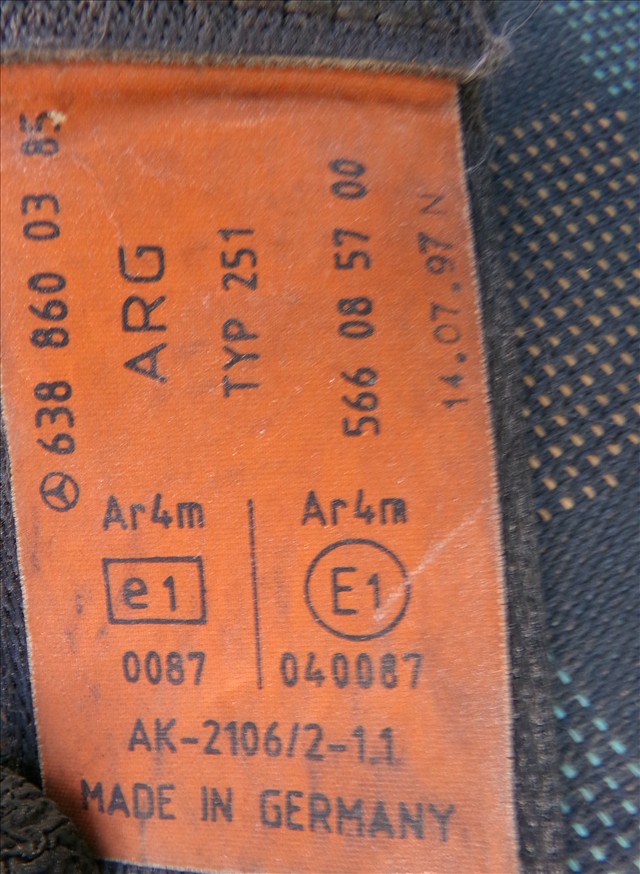 638 860 03 85
ARG
TYP 251
566 08 57 00
14.07.97 N
Ar4m
e1
0087
Ar4m
E1
040087
AK-2106/2-1.1
MADE IN GERMANY